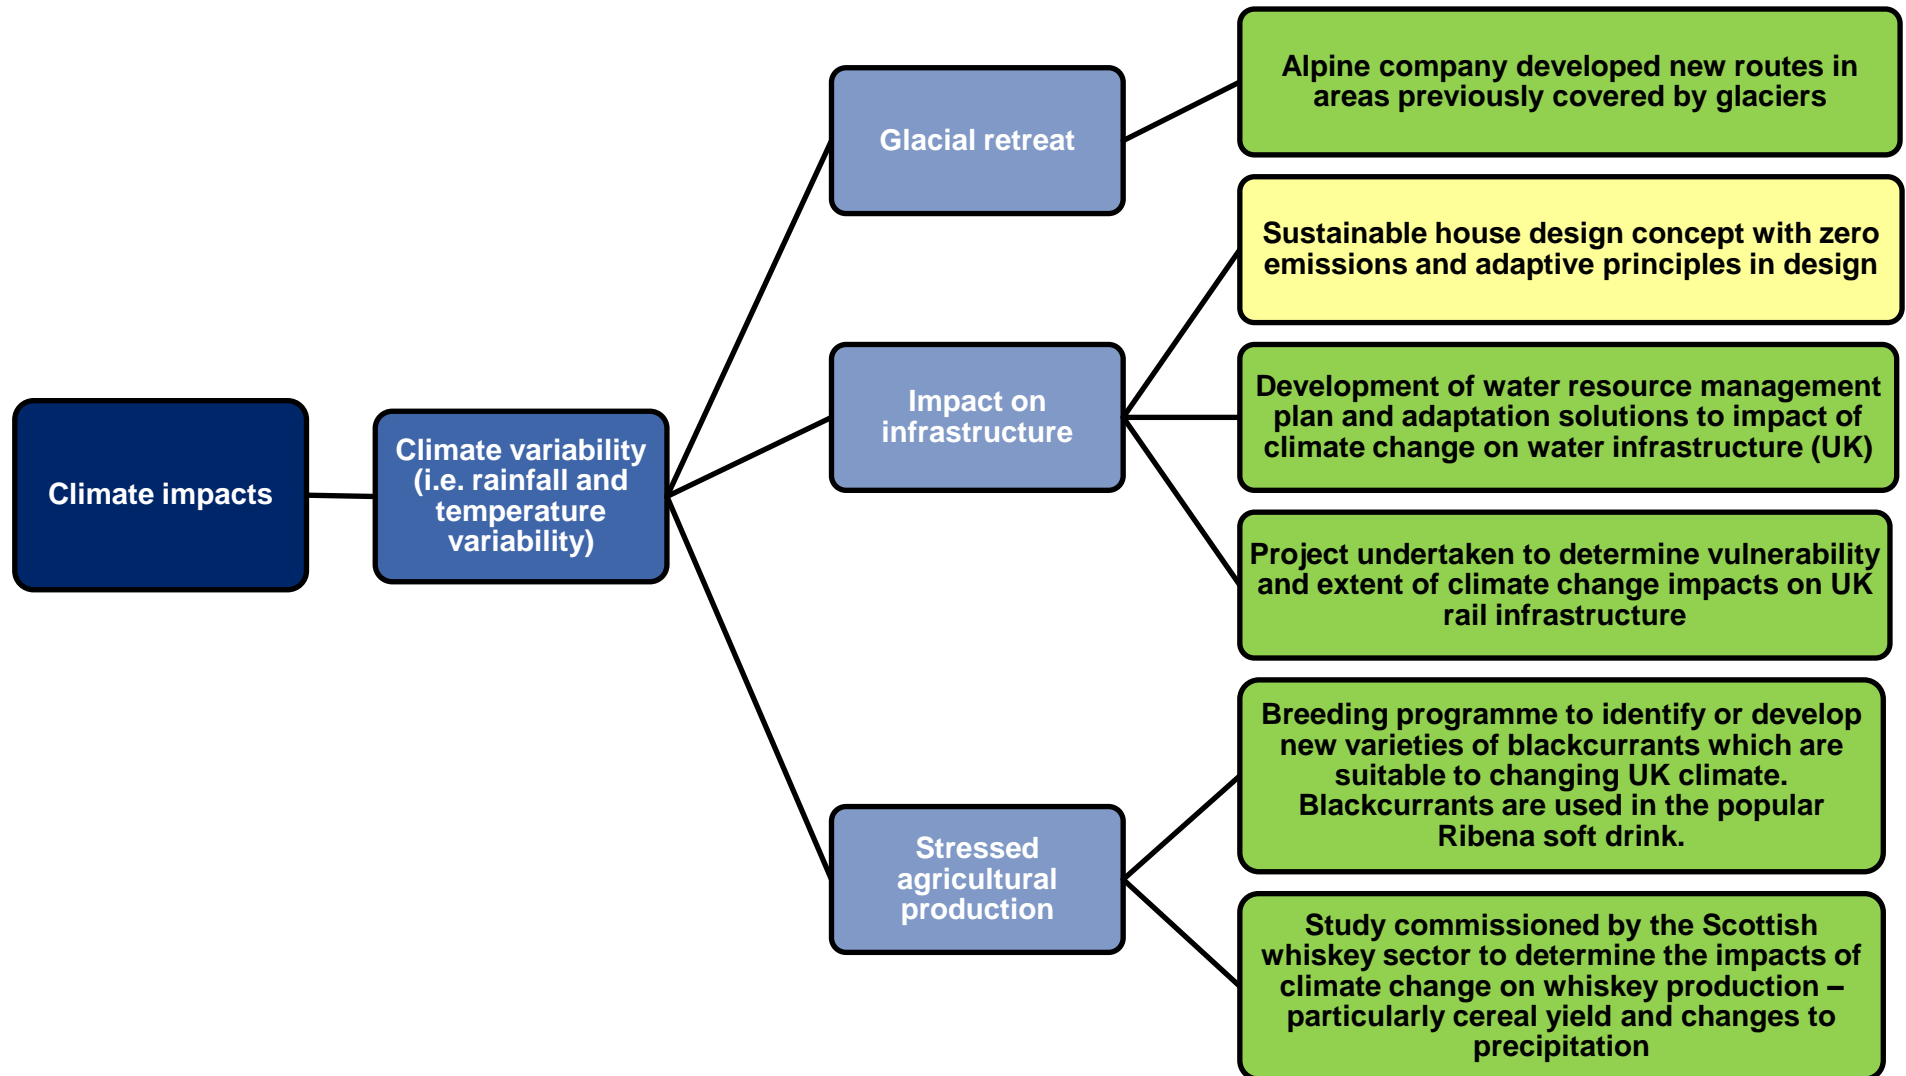 Climate impacts
Climate variability
(i.e. rainfall and
temperature
variability)
Glacial retreat
Impact on
infrastructure
Stressed
agricultural
production
Alpine company developed new routes in
areas previously covered by glaciers
Sustainable house design concept with zero
emissions and adaptive principles in design
Development of water resource management
plan and adaptation solutions to impact of
climate change on water infrastructure (UK)
Project undertaken to determine vulnerability
and extent of climate change impacts on UK
rail infrastructure
Breeding programme to identify or develop
new varieties of blackcurrants which are
suitable to changing UK climate.
Blackcurrants are used in the popular
Ribena soft drink.
Study commissioned by the Scottish
whiskey sector to determine the impacts of
climate change on whiskey production –
particularly cereal yield and changes to
precipitation